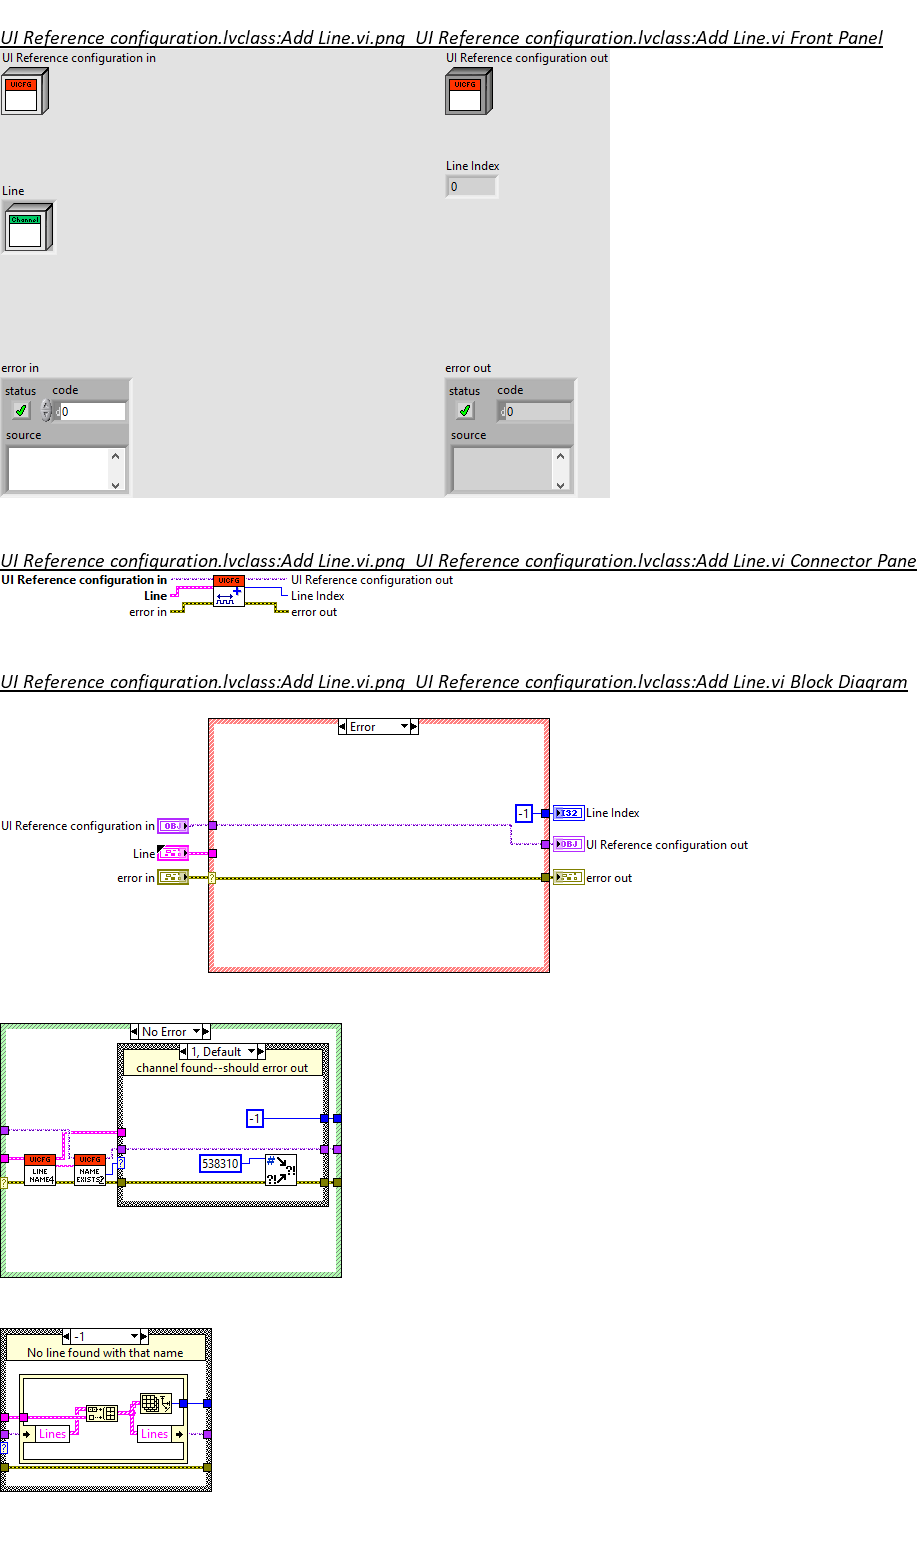 UI Reference configuration.lvclass:Add Line.vi.png UI Reference configuration.lvclass:Add Line.vi Front Panel
UI Reference configuration in
UI Reference configuration out
UICFG
UICFG
Line Index
0
Line
Channel
error in
error out
status code
0
source
status code
0
source
UI Reference configuration.lvclass:Add Line.vi.png UI Reference configuration.lvclass:Add Line.vi Connector Pane
UI Reference configuration in
UICFG
UI Reference configuration out
Line
Line Index
error in
error out
UI Reference configuration.lvclass:Add Line.vi.png UI Reference configuration.lvclass:Add Line.vi Block Diagram
Error
-1
I32
Line Index
UI Reference configuration in
OBJ
OBJ
UI Reference configuration out
Line
error in
?
error out
No Error
1, Default
channel found--should error out
-1
UICFG
LINE
NAME4
UICFG
NAME
EXISTS?
?
538310
#
?!
?!
?
-1
No line found with that name
Lines
Lines
?